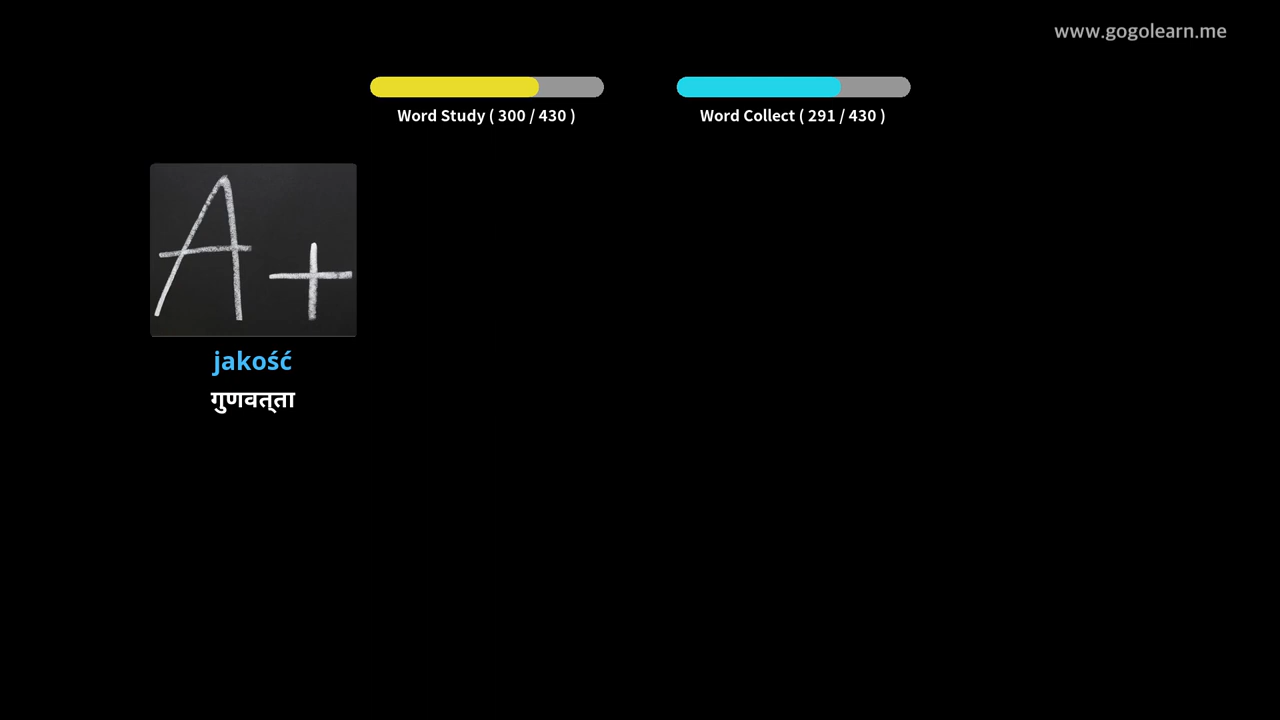 www.gogolearn.me
Word Study ( 300 / 430 )
Word Collect ( 291 / 430 )
A+
jakość
गुणवत्ता